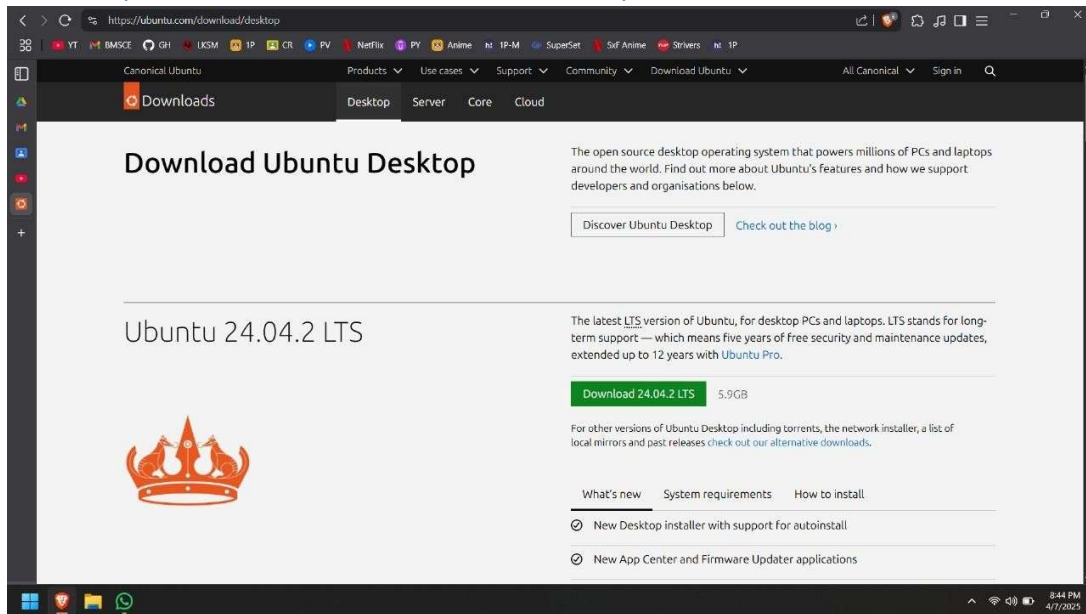 https://ubuntu.com/download/desktop
YT BMSCE GH LKSM 1P CR PV Netflix PY Anime 1P-M SuperSet SxF Anime Strivers 1P
Canonical Ubuntu Products Use cases Support Community Download Ubuntu All Canonical Sign in
Downloads Desktop Server Core Cloud
Download Ubuntu Desktop
The open source desktop operating system that powers millions of PCs and laptops
around the world. Find out more about Ubuntu's features and how we support
developers and organisations below.
Discover Ubuntu Desktop Check out the blog ›
Ubuntu 24.04.2 LTS
The latest LTS version of Ubuntu, for desktop PCs and laptops. LTS stands for long-
term support — which means five years of free security and maintenance updates,
extended up to 12 years with Ubuntu Pro.
Download 24.04.2 LTS 5.9GB
For other versions of Ubuntu Desktop including torrents, the network installer, a list of
local mirrors and past releases check out our alternative downloads.
What's new System requirements How to install
New Desktop installer with support for autoinstall
New App Center and Firmware Updater applications
8:44 PM
4/7/2025